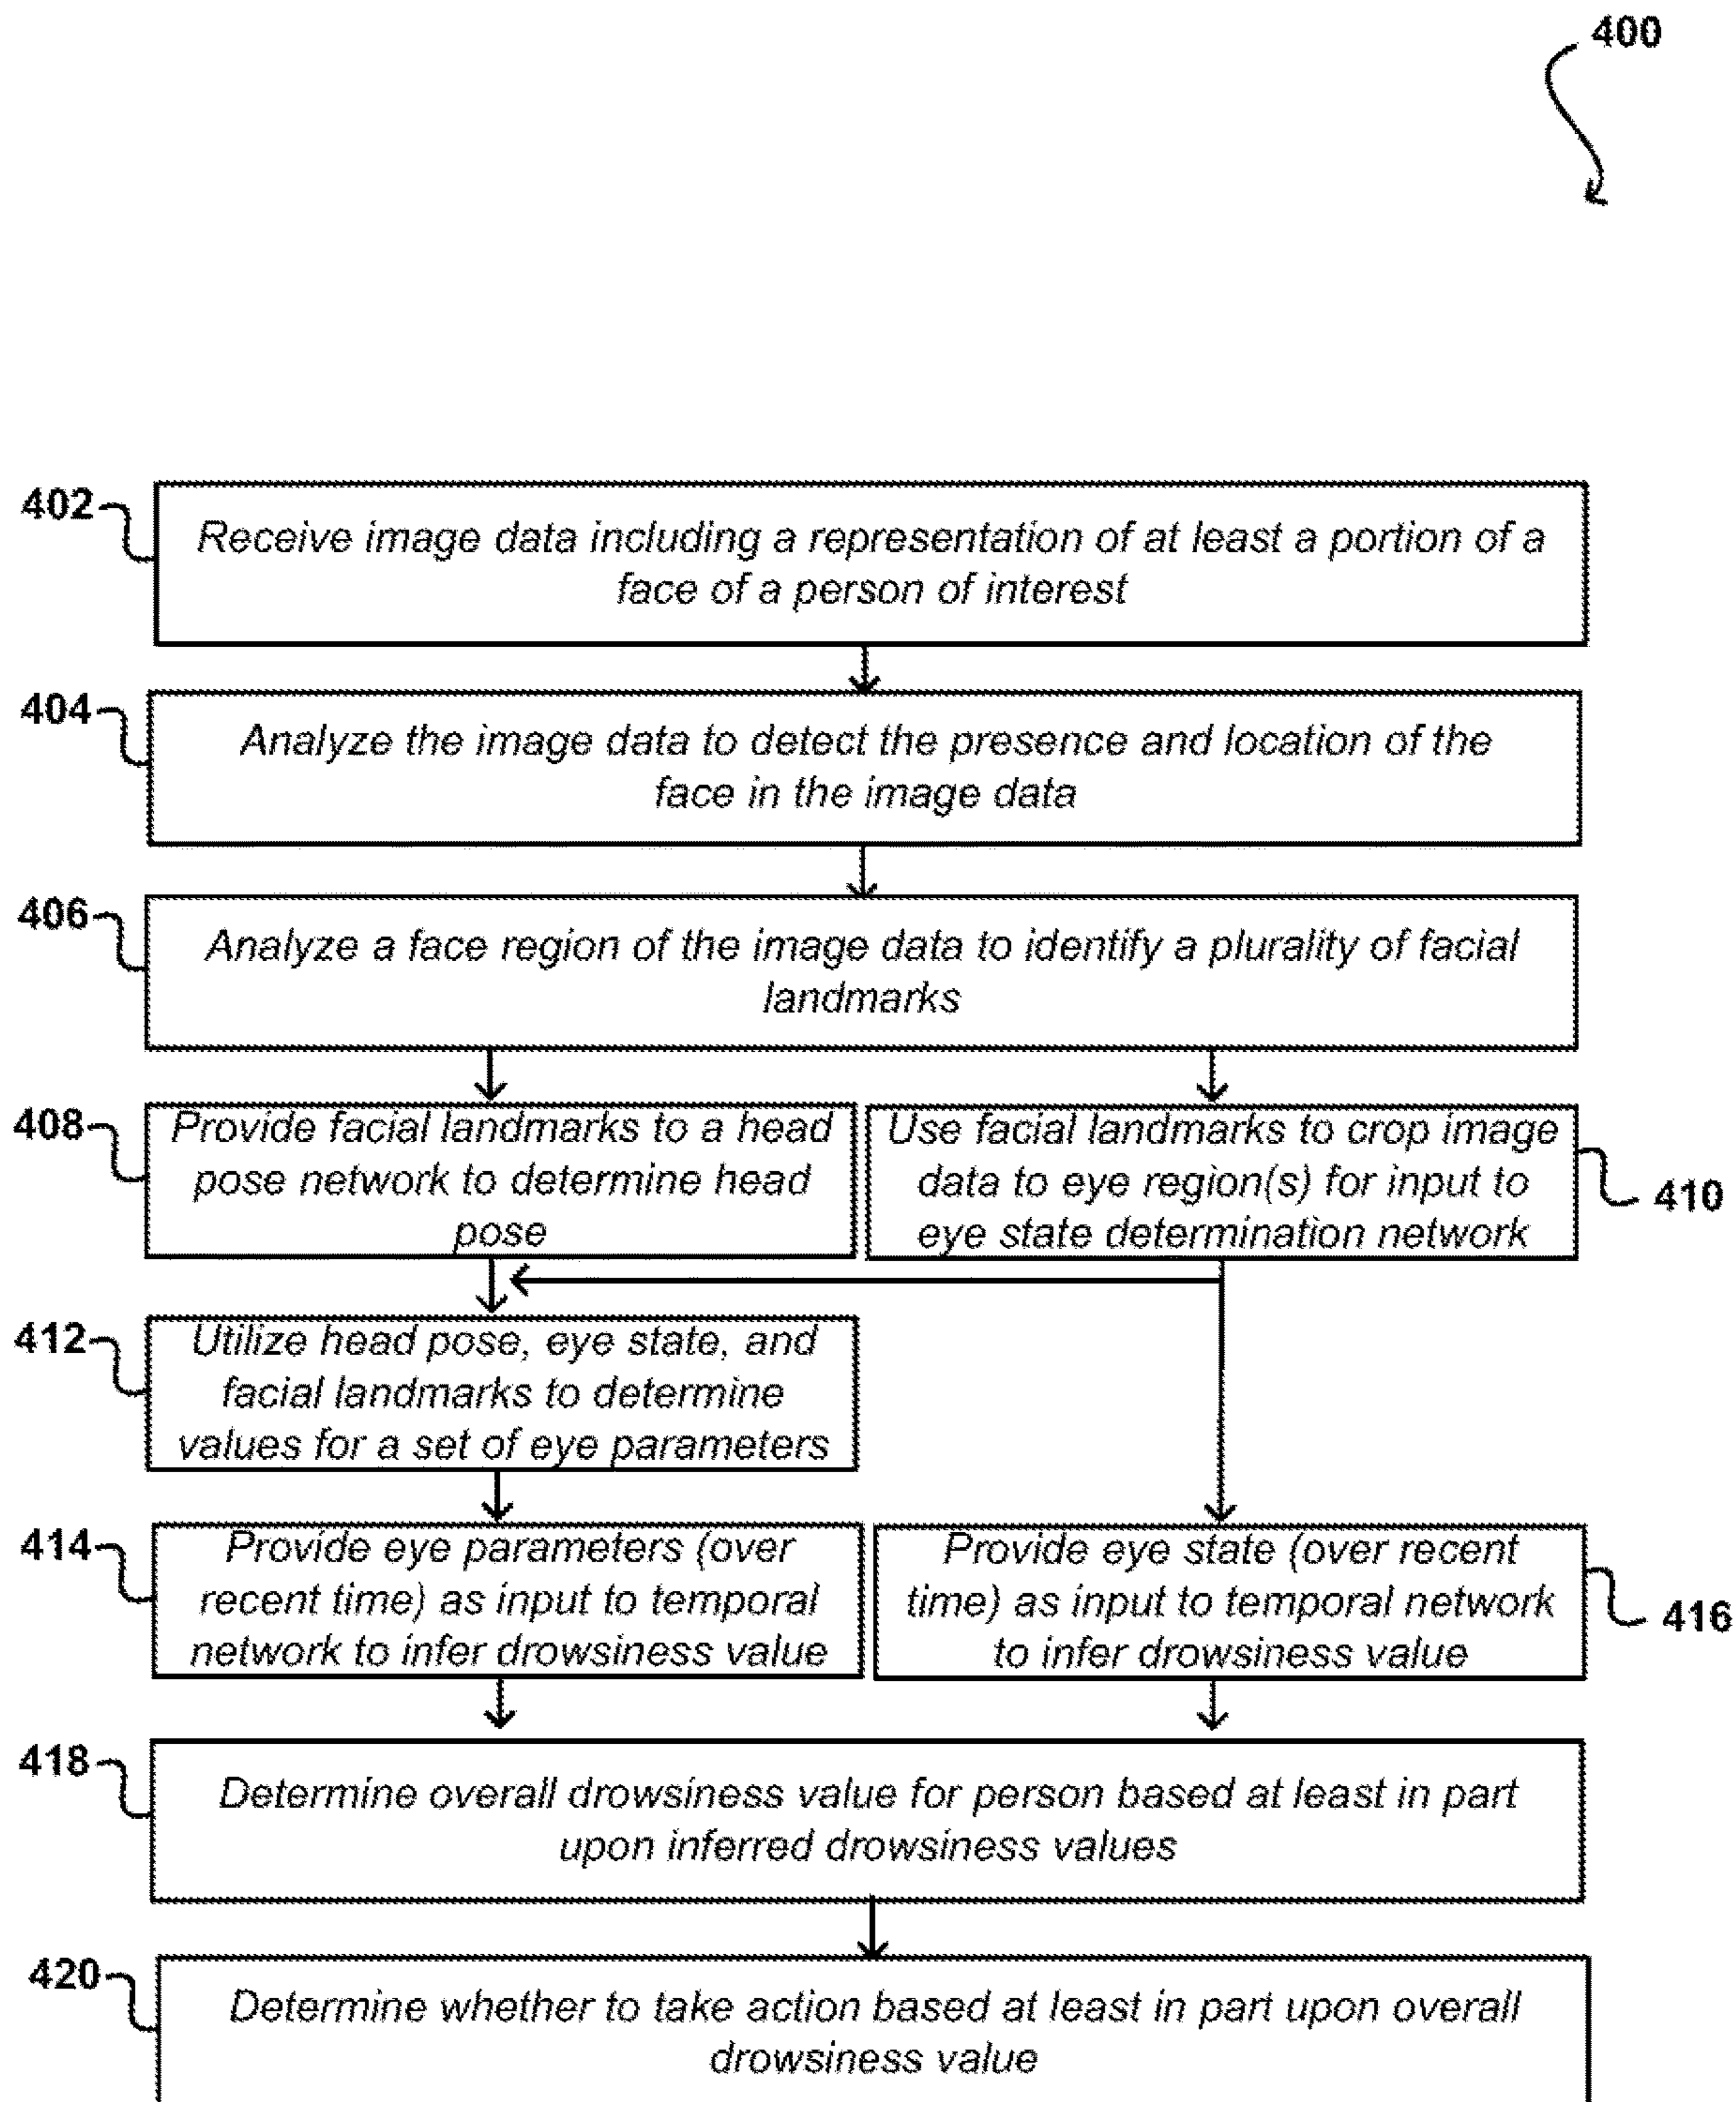 400
402
Receive image data including a representation of at least a portion of a
face of a person of interest
404
Analyze the image data to detect the presence and location of the
face in the image data
406
Analyze a face region of the image data to identify a plurality of facial
landmarks
408
Provide facial landmarks to a head
pose network to determine head
pose
Use facial landmarks to crop image
data to eye region(s) for input to
eye state determination network
410
412
Utilize head pose, eye state, and
facial landmarks to determine
values for a set of eye parameters
414
Provide eye parameters (over
recent time) as input to temporal
network to infer drowsiness value
Provide eye state (over recent
time) as input to temporal network
to infer drowsiness value
416
418
Determine overall drowsiness value for person based at least in part
upon inferred drowsiness values
420
Determine whether to take action based at least in part upon overall
drowsiness value